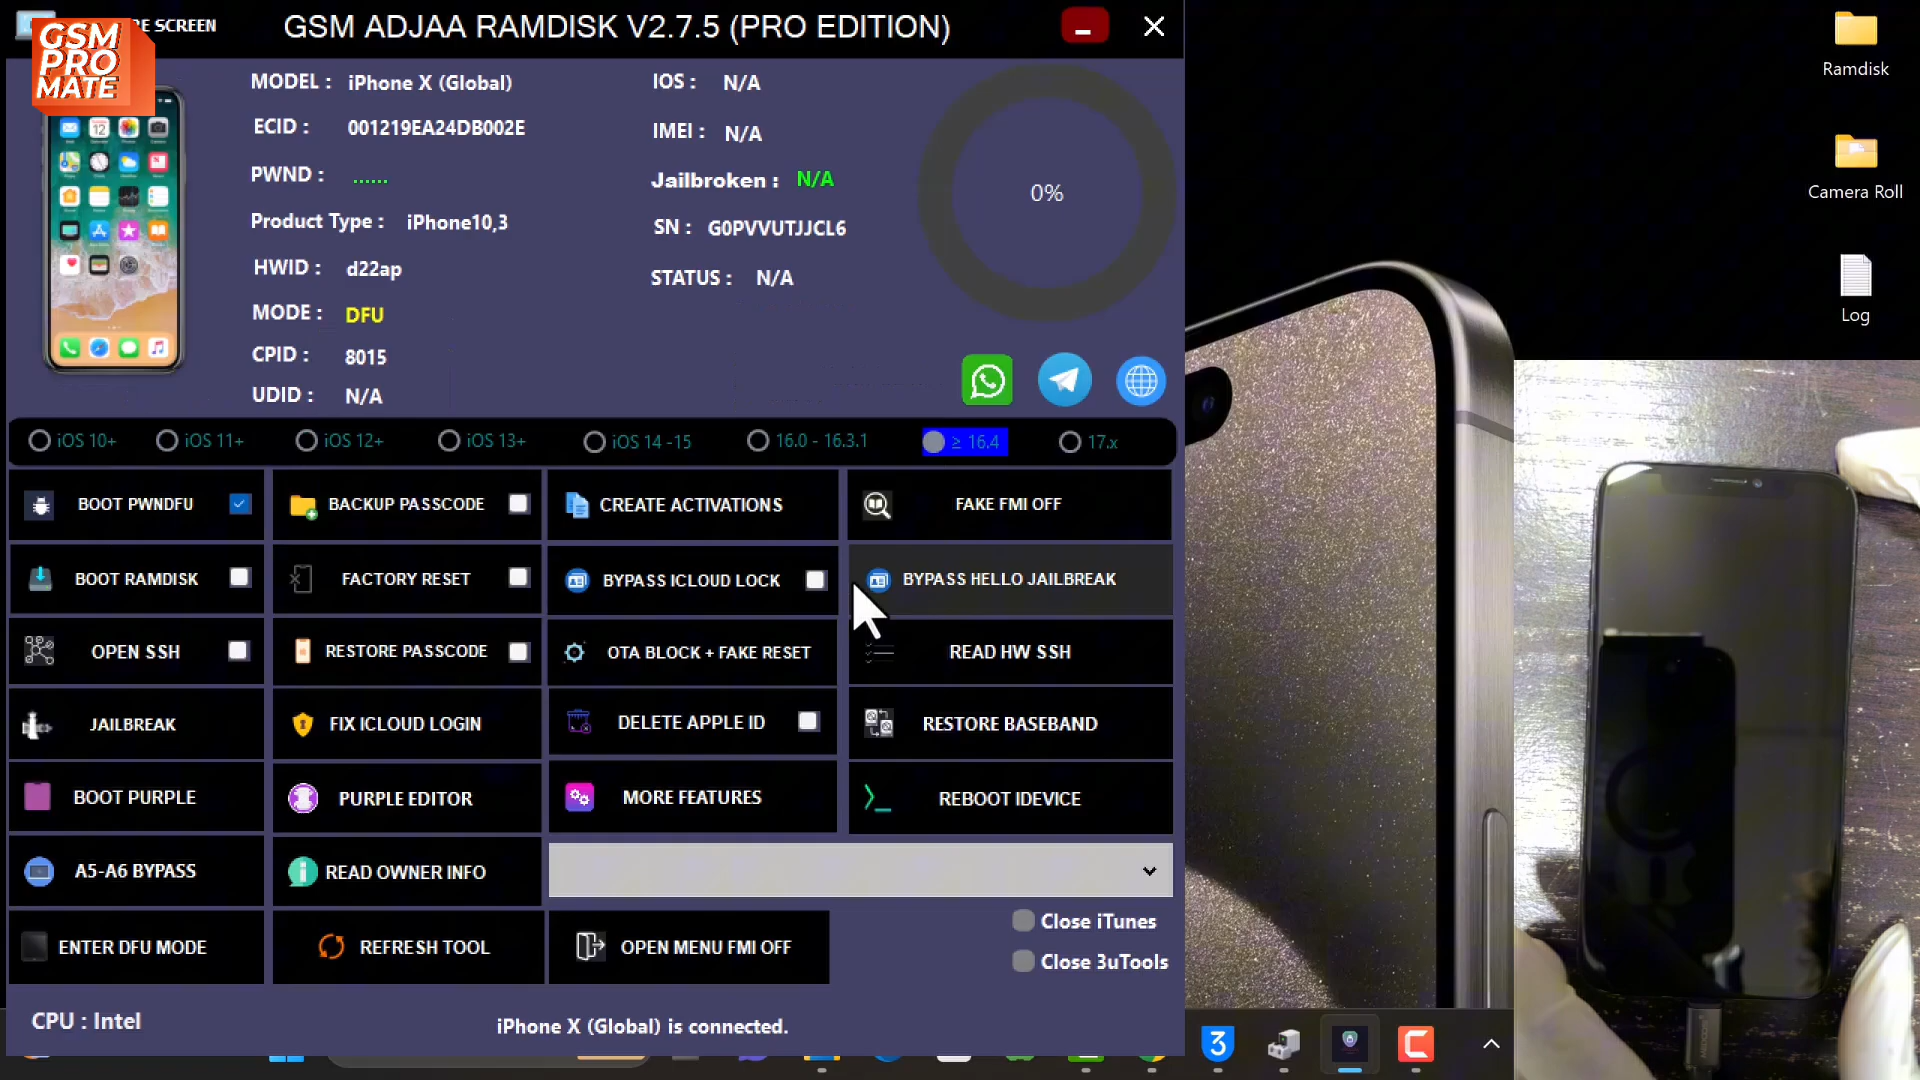 RE SCREEN
GSM ADJAA RAMDISK V2.7.5 (PRO EDITION)
GSM
PRO
MATE
MODEL : iPhone X (Global)
ECID : 001219EA24DB002E
PWND : ......
Product Type : iPhone10,3
HWID : d22ap
MODE : DFU
CPID : 8015
UDID : N/A
IOS : N/A
IMEI : N/A
Jailbroken : N/A
SN : G0PVVUTJJCL6
STATUS : N/A
0%
Ramdisk
Camera Roll
Log
iOS 10+ iOS 11+ iOS 12+ iOS 13+ iOS 14 -15 16.0 - 16.3.1 ≥ 16.4 17.x
BOOT PWNDFU BACKUP PASSCODE CREATE ACTIVATIONS FAKE FMI OFF
BOOT RAMDISK FACTORY RESET BYPASS ICLOUD LOCK BYPASS HELLO JAILBREAK
OPEN SSH RESTORE PASSCODE OTA BLOCK + FAKE RESET READ HW SSH
JAILBREAK FIX ICLOUD LOGIN DELETE APPLE ID RESTORE BASEBAND
BOOT PURPLE PURPLE EDITOR MORE FEATURES REBOOT IDEVICE
A5-A6 BYPASS READ OWNER INFO
ENTER DFU MODE REFRESH TOOL OPEN MENU FMI OFF
Close iTunes
Close 3uTools
CPU : Intel
iPhone X (Global) is connected.
3